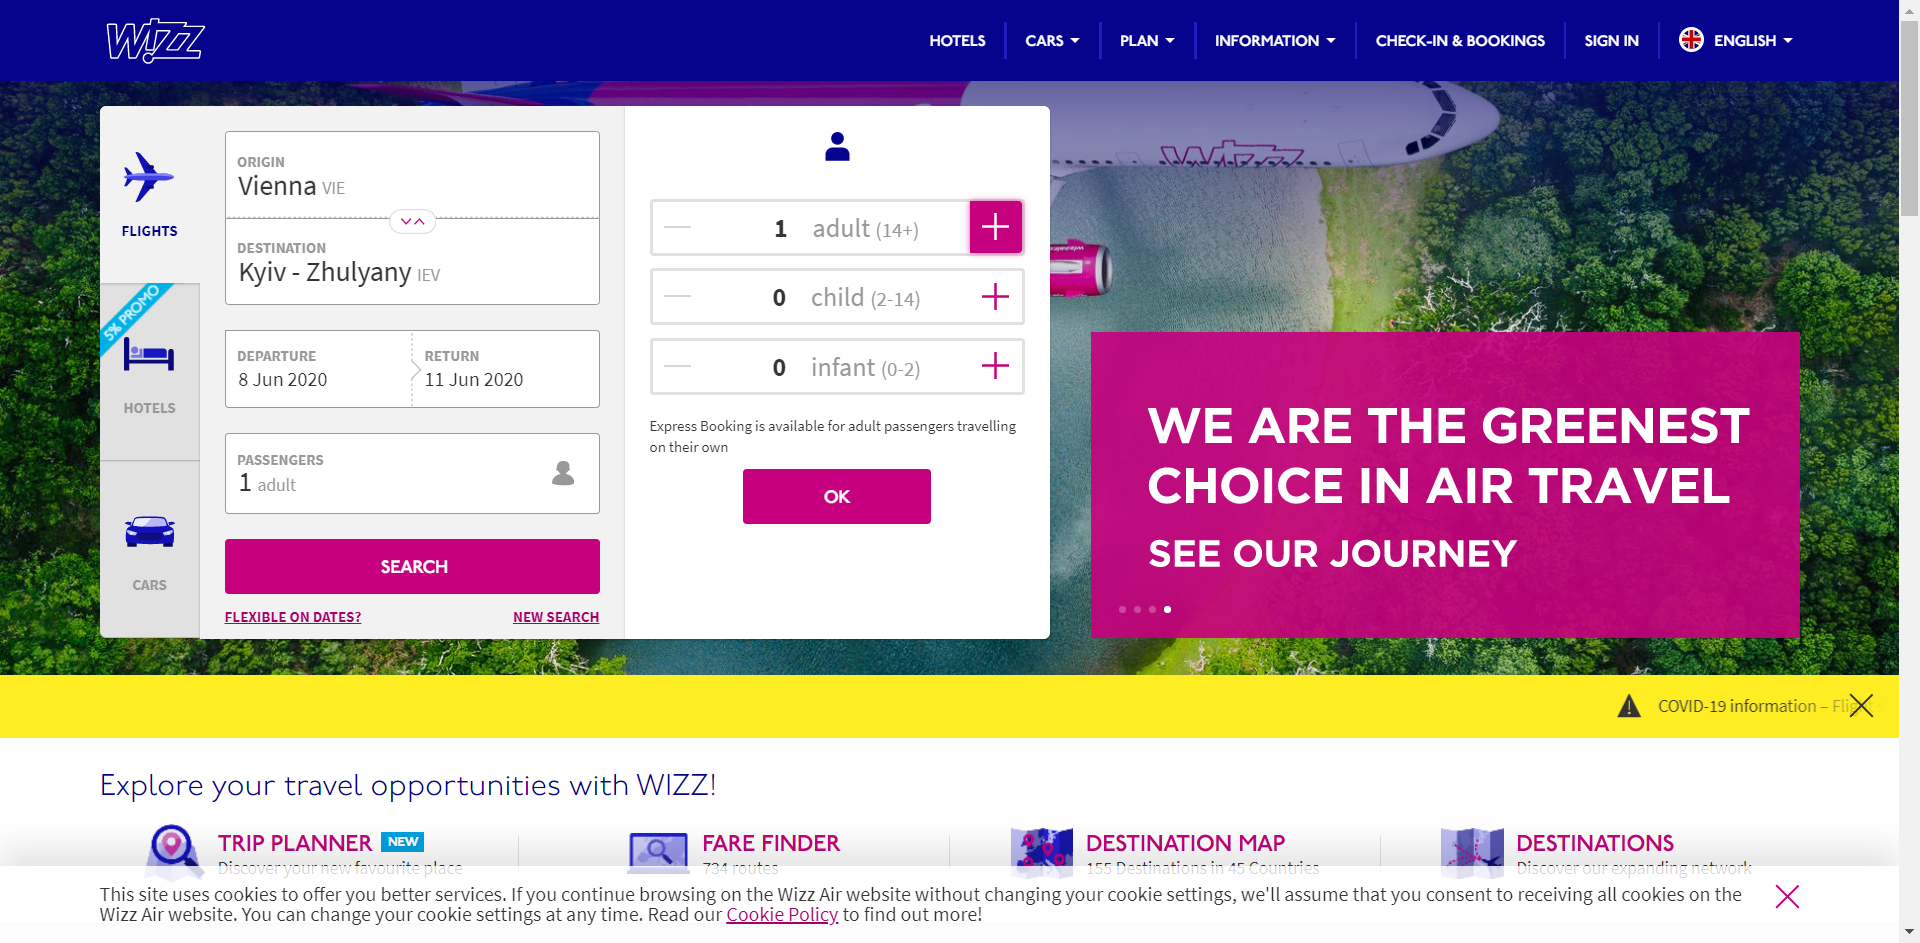 WIZZ
HOTELS
CARS
PLAN
INFORMATION
CHECK-IN & BOOKINGS
SIGN IN
ENGLISH
FLIGHTS
5% PROMO
HOTELS
CARS
ORIGIN
Vienna VIE
DESTINATION
Kyiv - Zhulyany IEV
DEPARTURE
8 Jun 2020
RETURN
11 Jun 2020
PASSENGERS
1 adult
SEARCH
FLEXIBLE ON DATES?
NEW SEARCH
1 adult (14+)
0 child (2-14)
0 infant (0-2)
Express Booking is available for adult passengers travelling
on their own
OK
WIZZ
WE ARE THE GREENEST
CHOICE IN AIR TRAVEL
SEE OUR JOURNEY
COVID-19 information –
Explore your travel opportunities with WIZZ!
TRIP PLANNER NEW
Discover your new favourite place
FARE FINDER
734 routes
DESTINATION MAP
155 Destinations in 45 Countries
DESTINATIONS
Discover our expanding network
This site uses cookies to offer you better services. If you continue browsing on the Wizz Air website without changing your cookie settings, we'll assume that you consent to receiving all cookies on the
Wizz Air website. You can change your cookie settings at any time. Read our Cookie Policy to find out more!